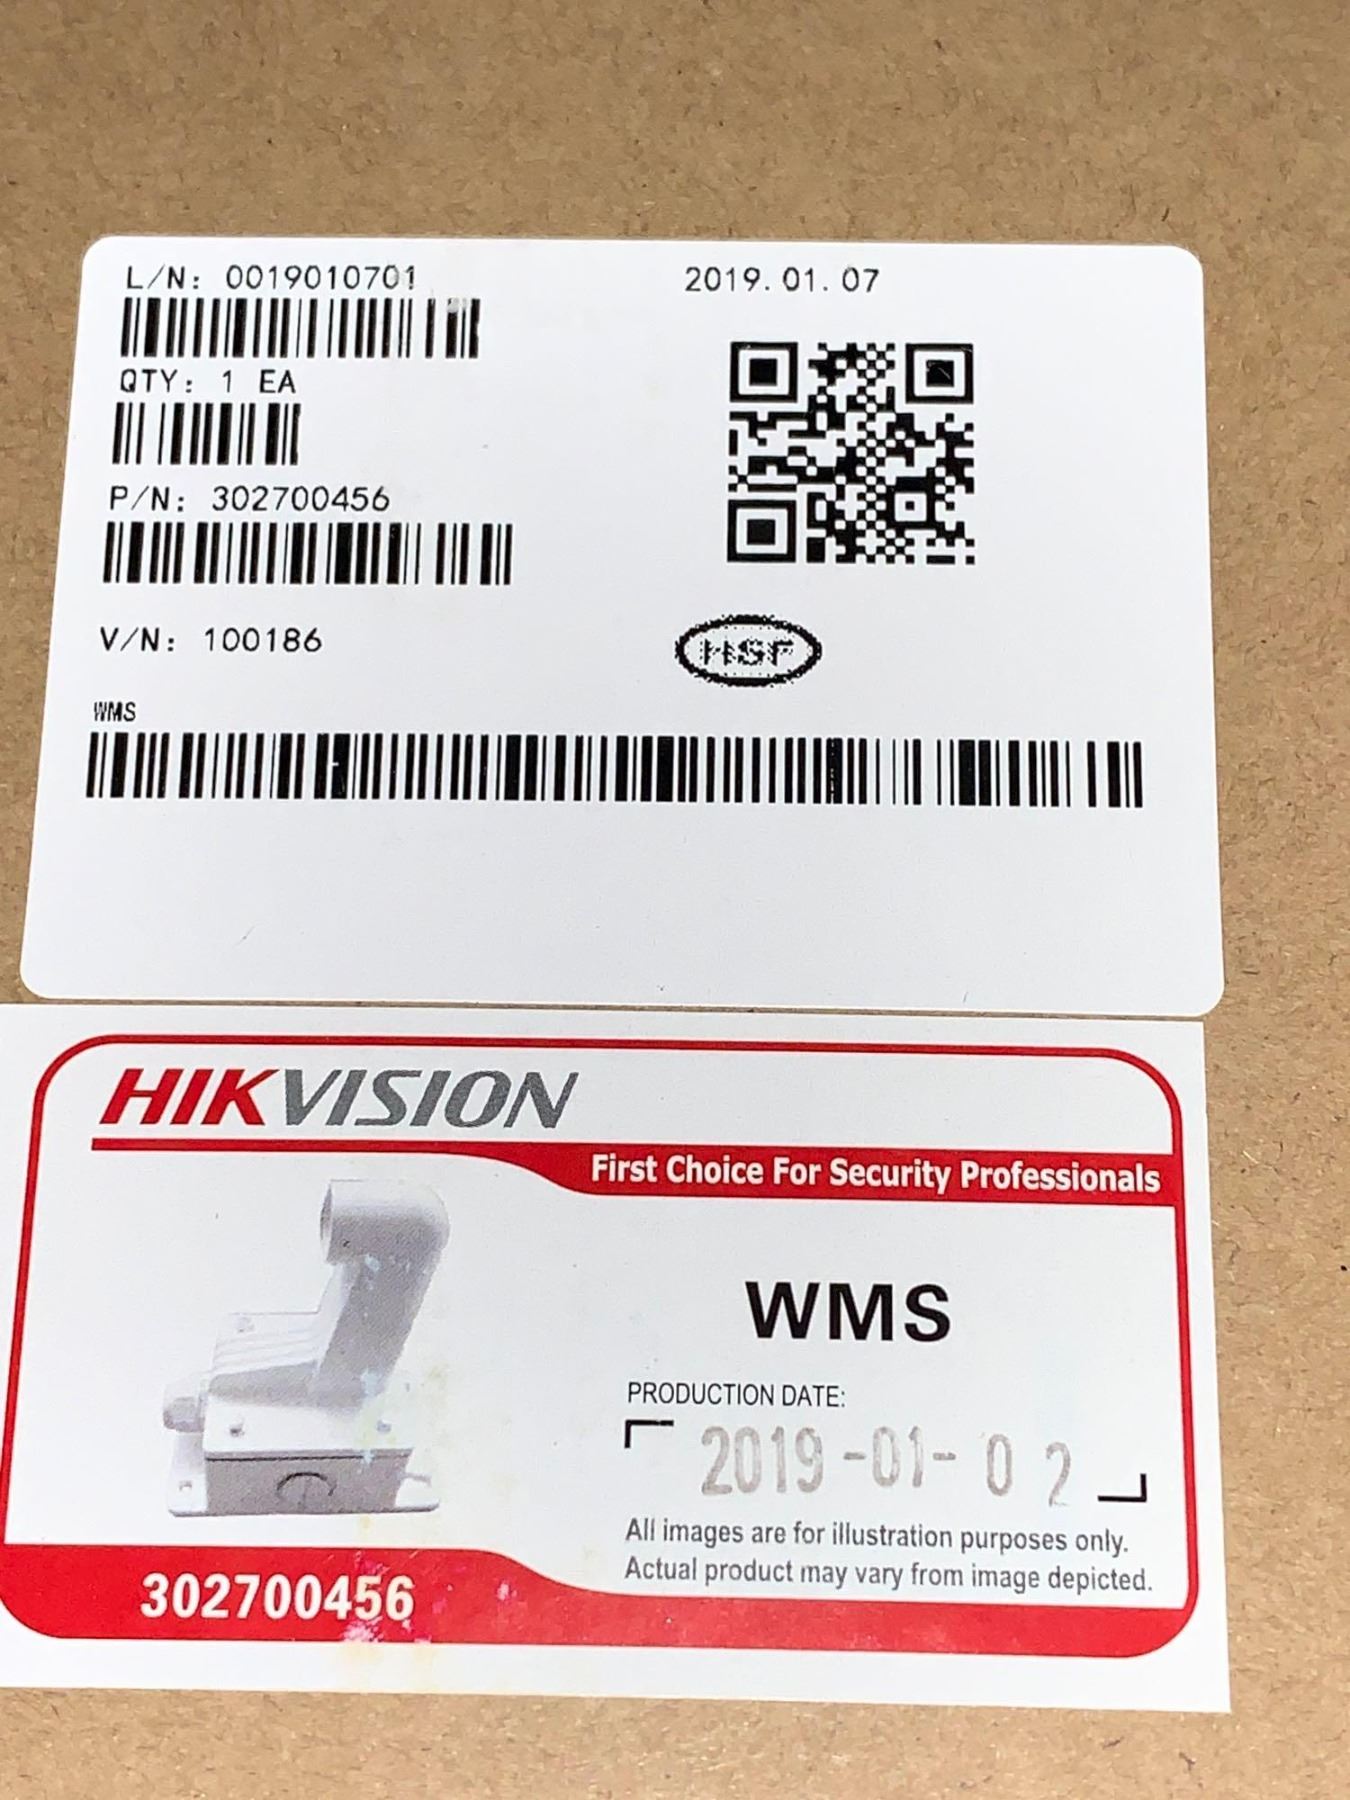 L/N: 0019010701
2019.01.07
QTY: 1 EA
P/N: 302700456
V/N: 100186
HSF
WMS
HIKVISION
First Choice For Security Professionals
WMS
PRODUCTION DATE:
2019-01-02
All images are for illustration purposes only.
Actual product may vary from image depicted.
302700456